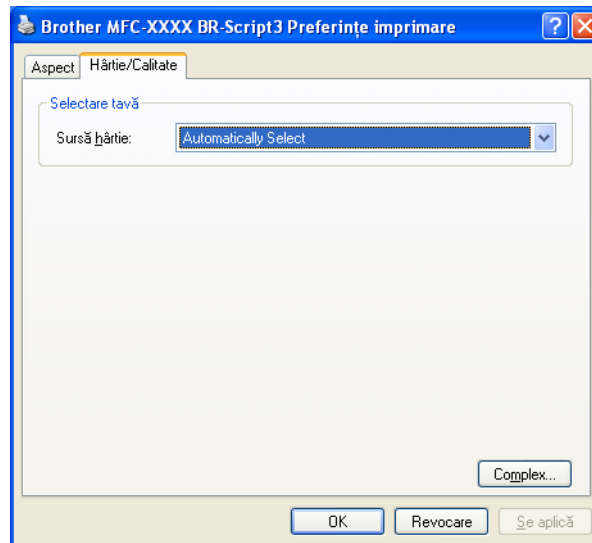 Brother MFC-XXXX BR-Script3 Preferințe imprimare
Aspect Hârtie/Calitate
Selectare tavă
Sursă hârtie: Automatically Select
Complex...
OK Revocare Se aplică